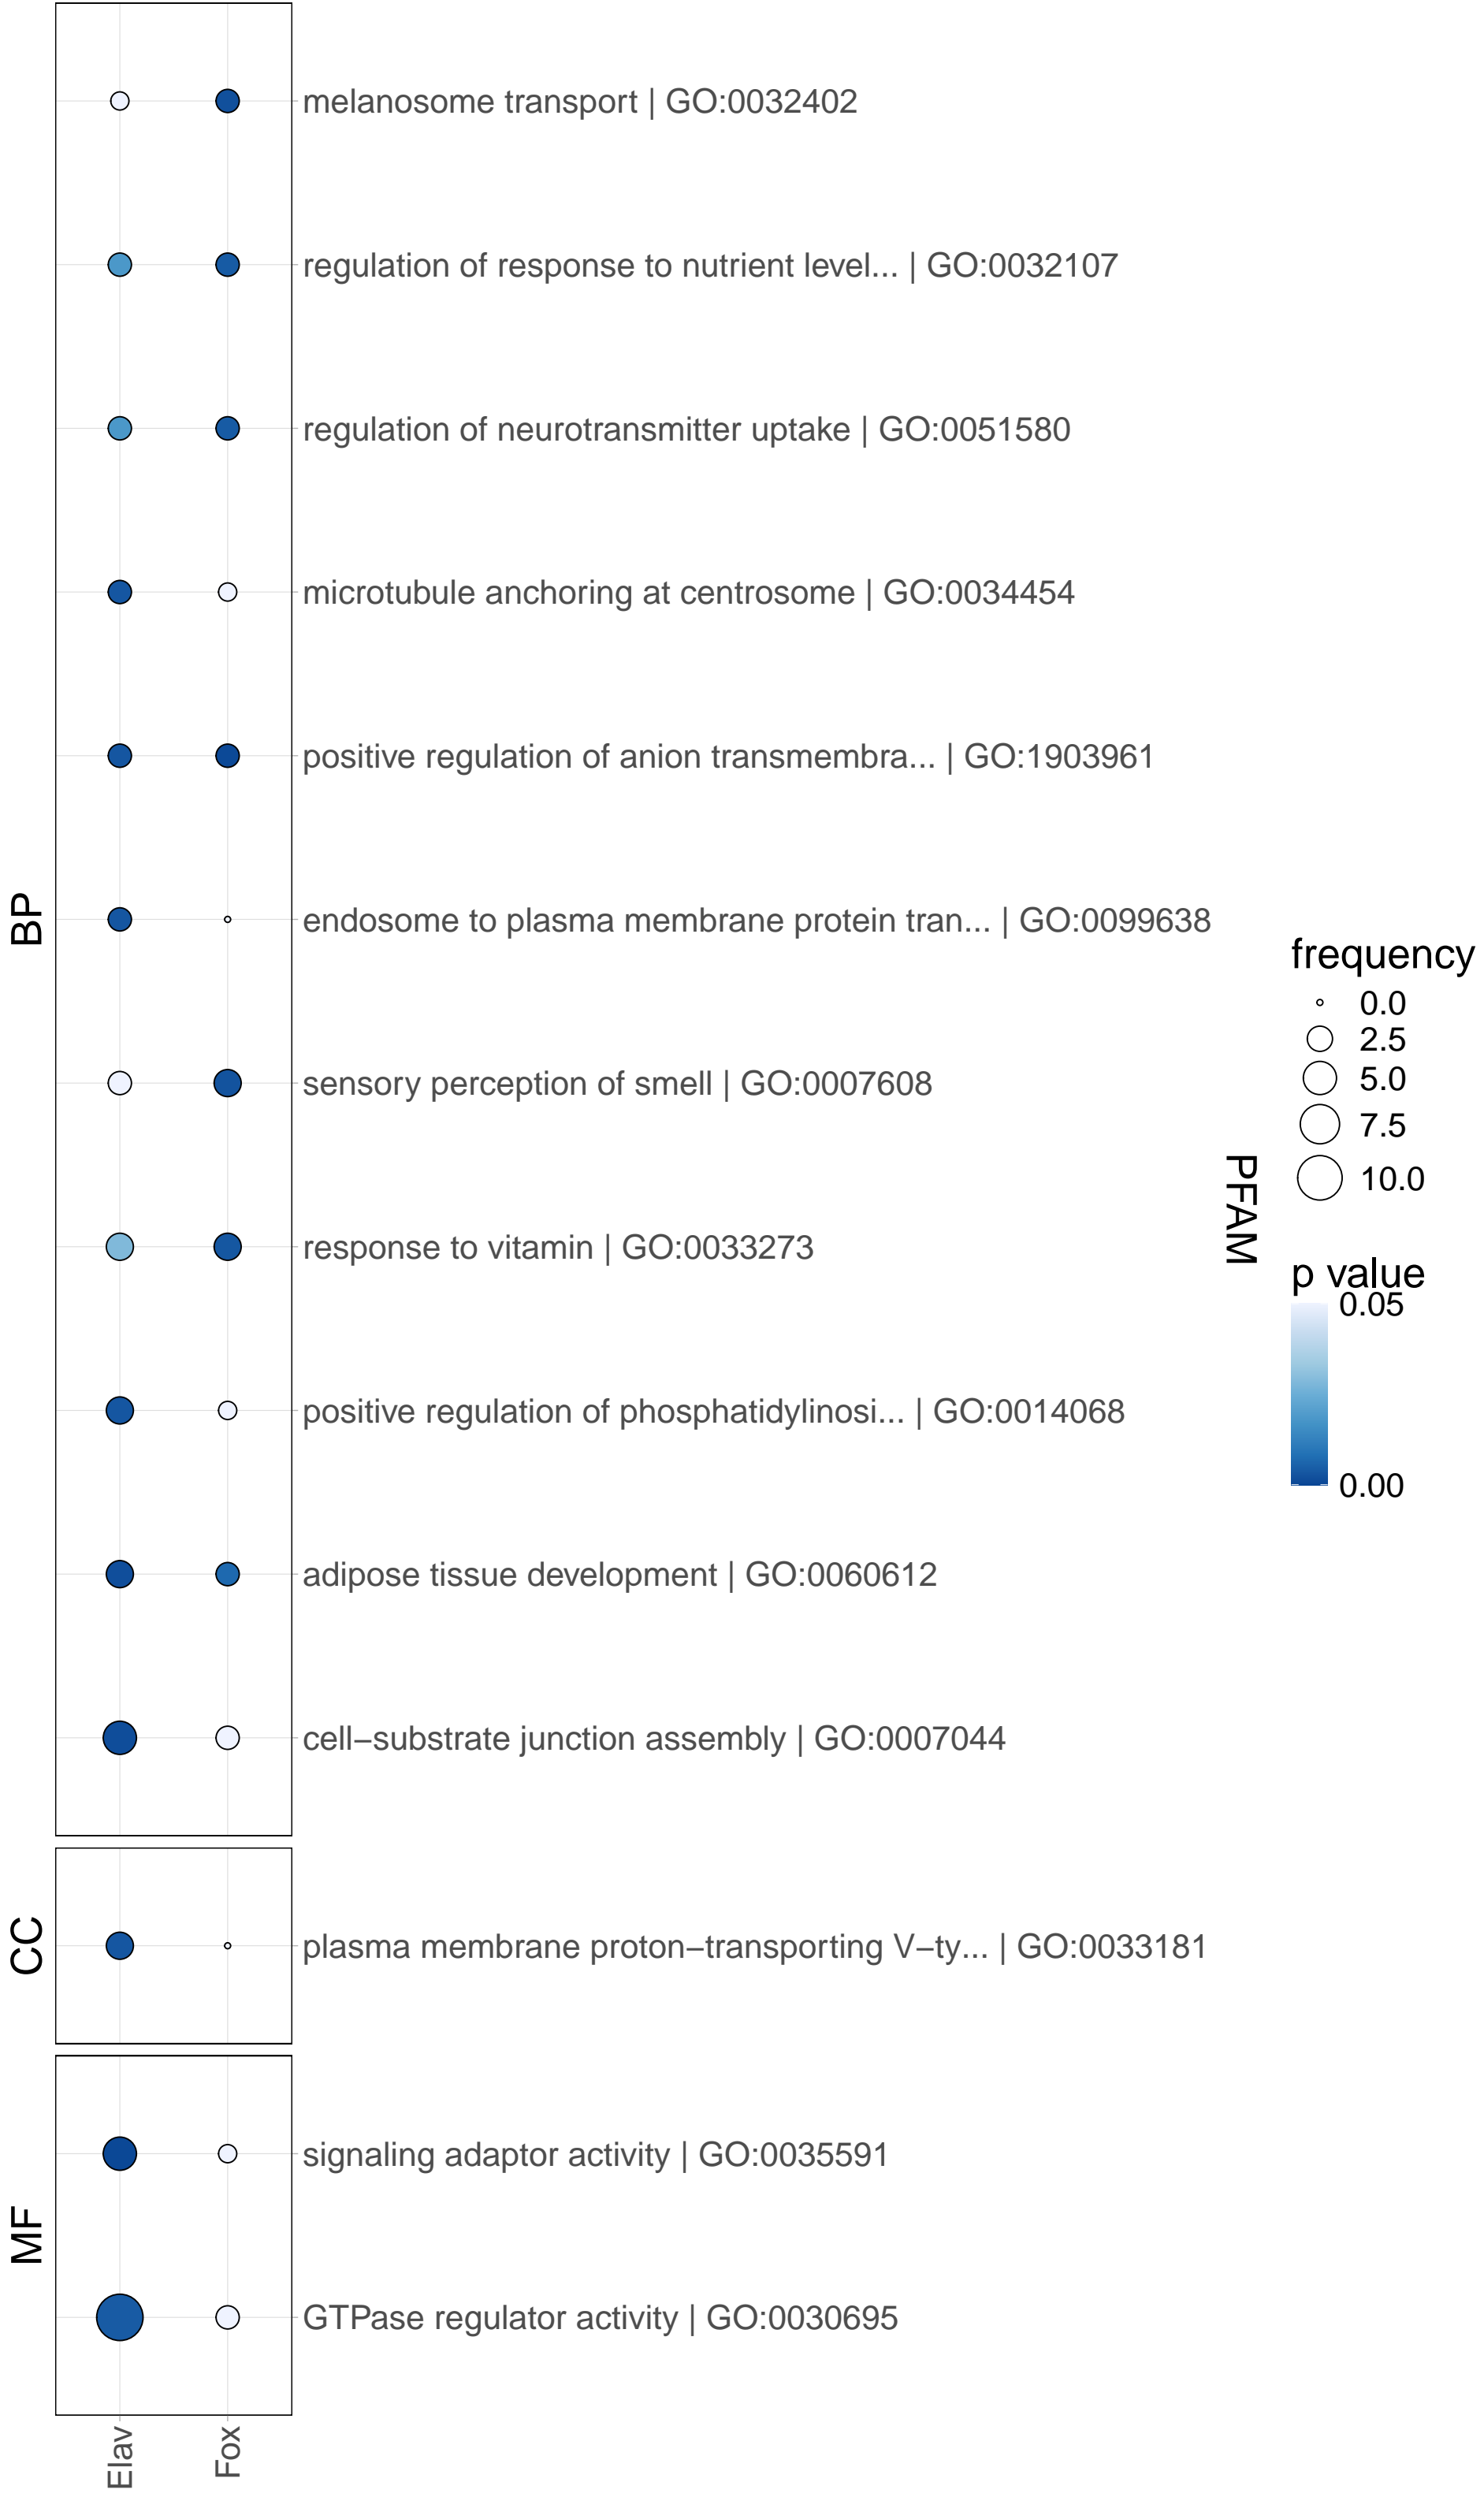 melanosome transport | GO:0032402
regulation of response to nutrient level... | GO:0032107
regulation of neurotransmitter uptake | GO:0051580
microtubule anchoring at centrosome | GO:0034454
positive regulation of anion transmembra... | GO:1903961
BP
endosome to plasma membrane protein tran... | GO:0099638
sensory perception of smell | GO:0007608
response to vitamin | GO:0033273
positive regulation of phosphatidylinosi... | GO:0014068
adipose tissue development | GO:0060612
cell−substrate junction assembly | GO:0007044
CC
plasma membrane proton−transporting V−ty... | GO:0033181
MF
signaling adaptor activity | GO:0035591
GTPase regulator activity | GO:0030695
Elav
Fox
PFAM
frequency
0.0
2.5
5.0
7.5
10.0
p value
0.05
0.00